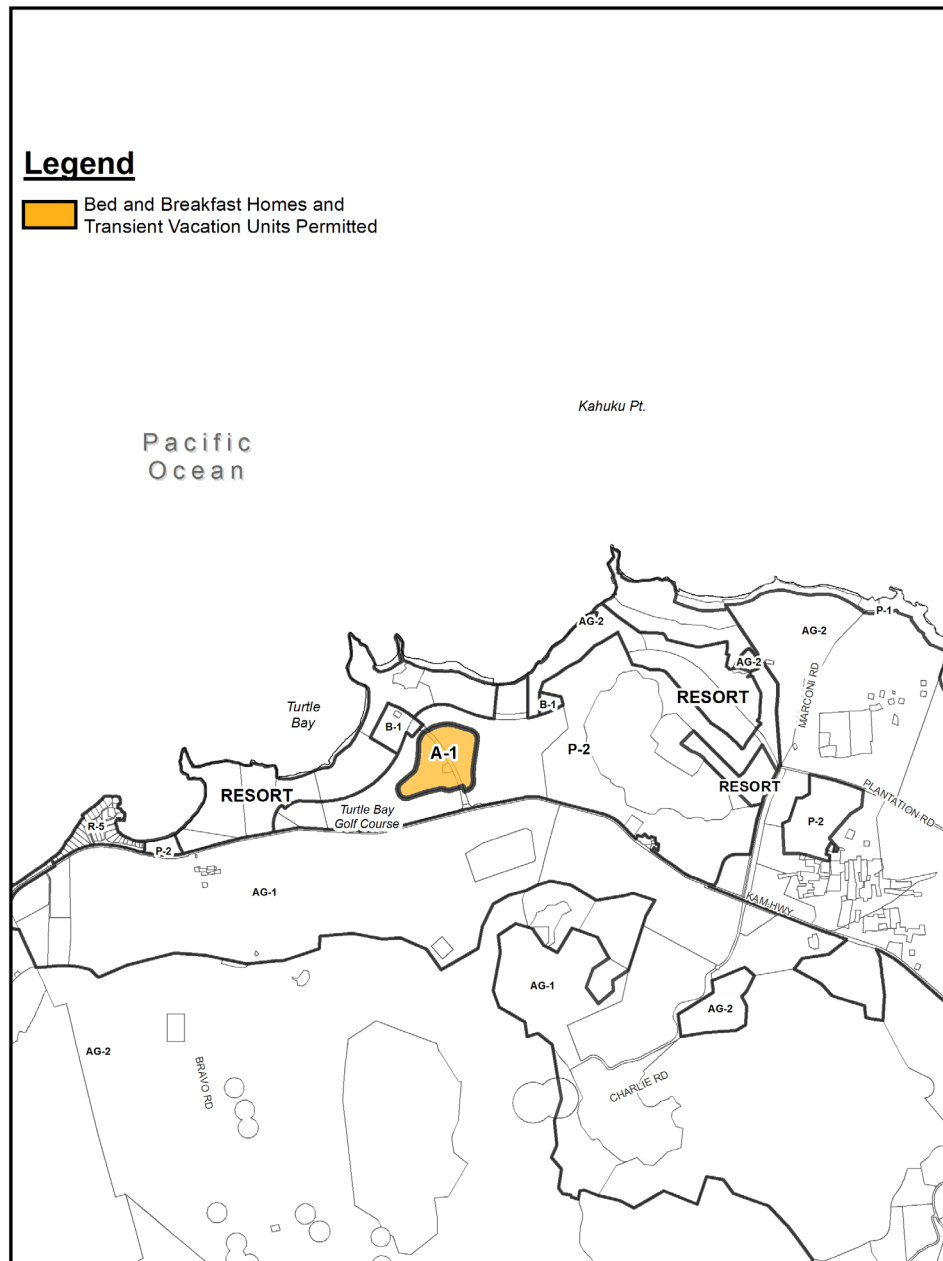 Legend
Bed and Breakfast Homes and
Transient Vacation Units Permitted
Kahuku Pt.
Pacific
Ocean
P-1
AG-2
AG-2
AG-2
MARCONI RD
RESORT
Turtle
Bay
B-1
B-1
A-1
P-2
RESORT
RESORT
PLANTATION RD
Turtle Bay
Golf Course
P-2
R-5
P-2
AG-1
KAM HWY
AG-1
AG-2
AG-2
BRAVO RD
CHARLIE RD